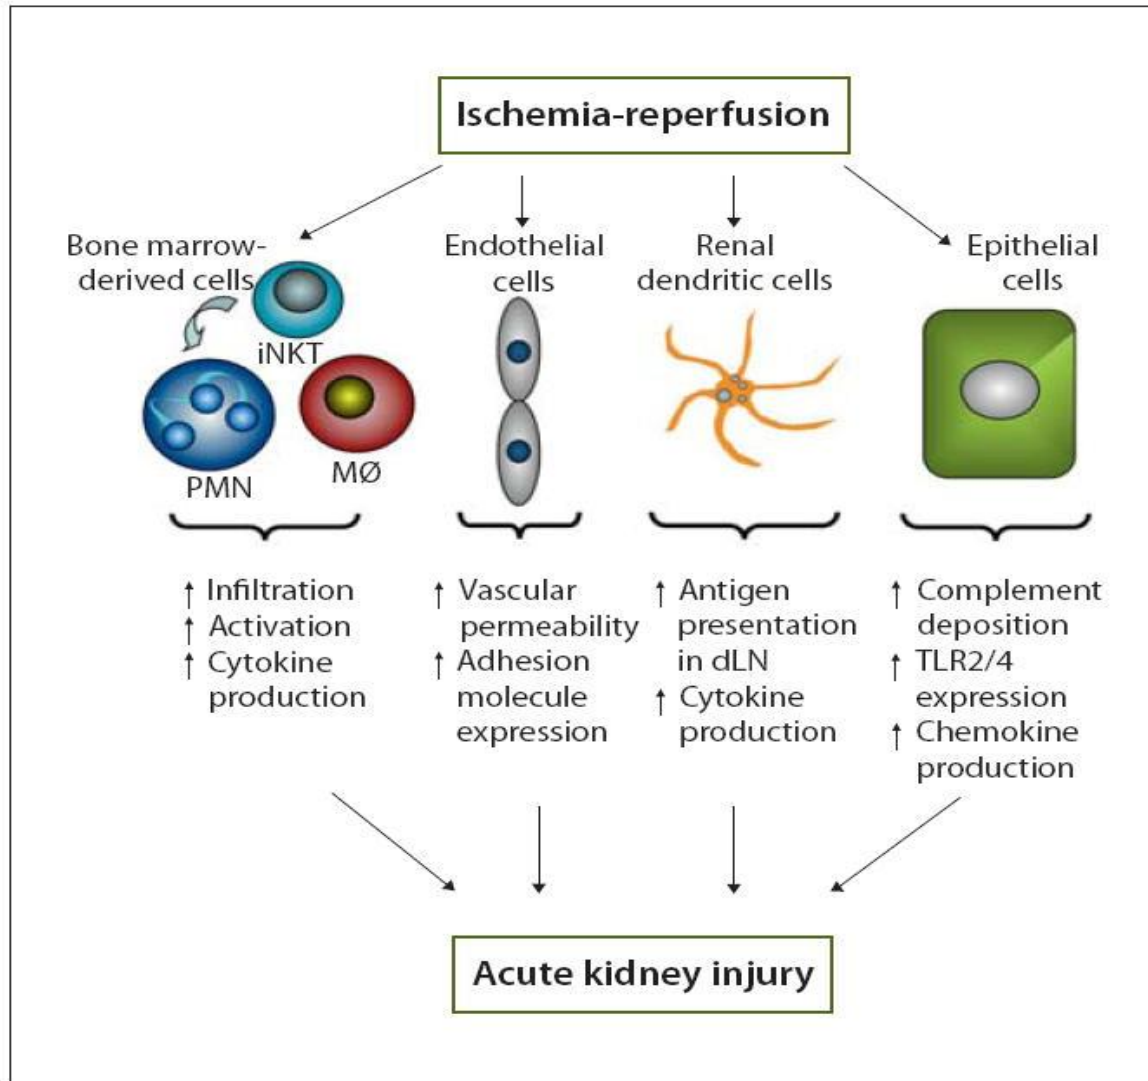 Ischemia-reperfusion
Bone marrow-
derived cells
iNKT
PMN
MØ
↑ Infiltration
↑ Activation
↑ Cytokine
production
Endothelial
cells
↑ Vascular
permeability
↑ Adhesion
molecule
expression
Renal
dendritic cells
↑ Antigen
presentation
in dLN
↑ Cytokine
production
Epithelial
cells
↑ Complement
deposition
↑ TLR2/4
expression
↑ Chemokine
production
Acute kidney injury